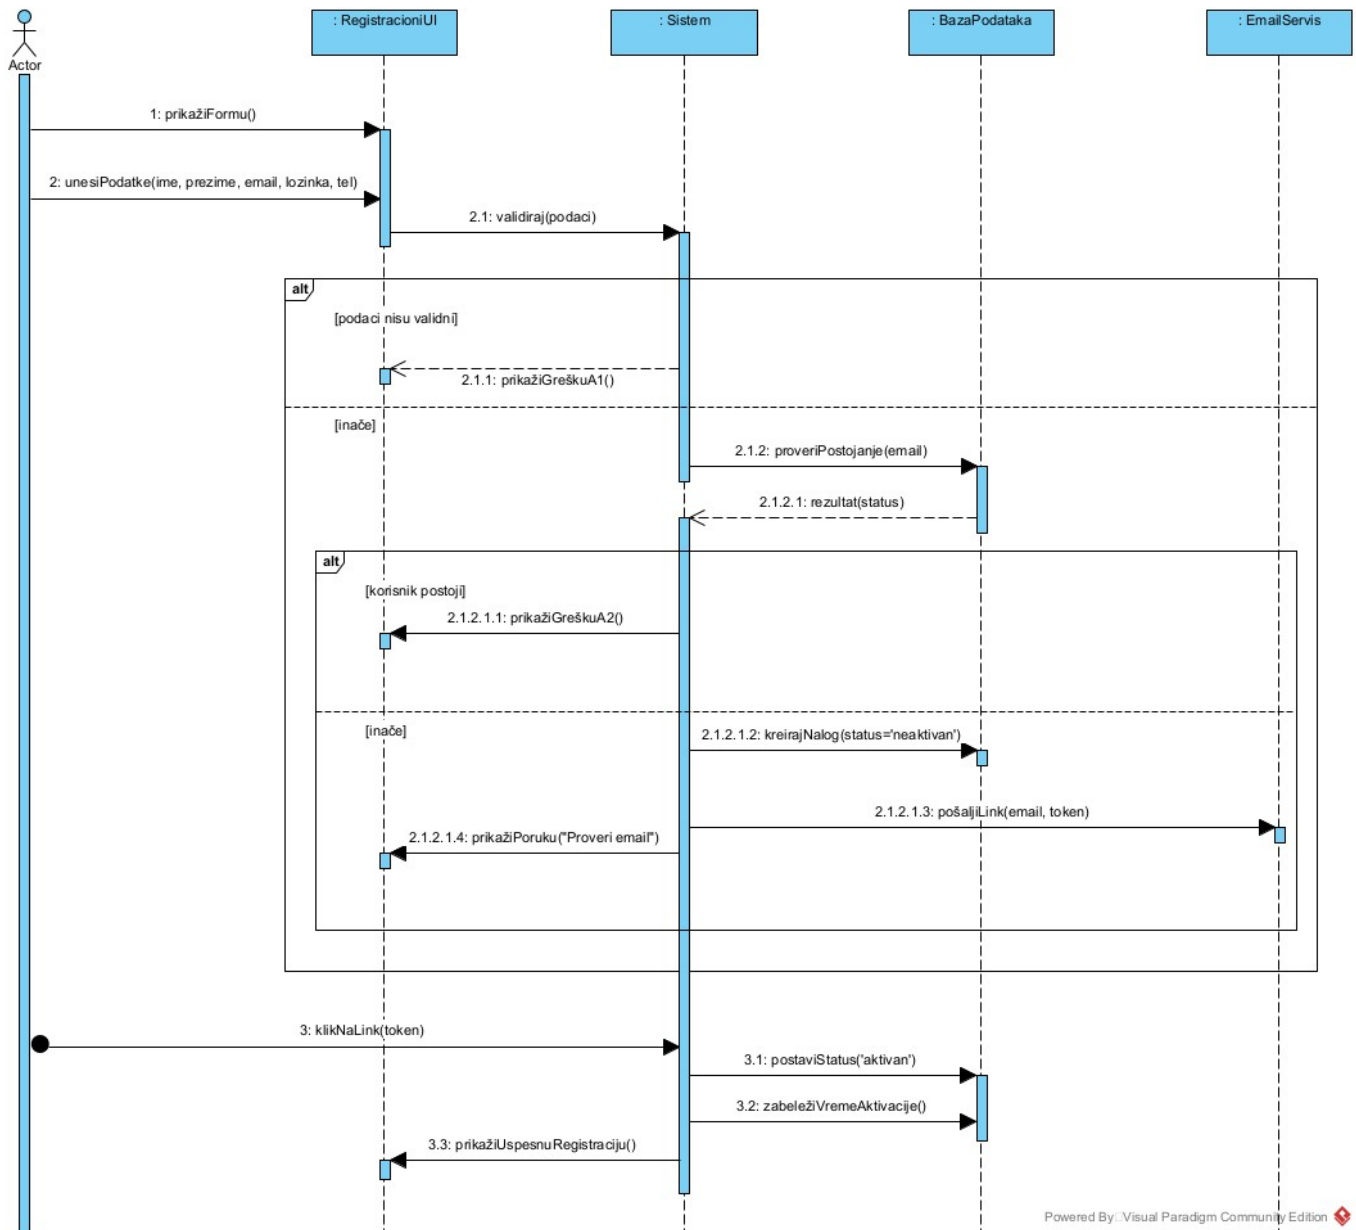 : RegistracioniUI
: Sistem
: BazaPodataka
: EmailServis
Actor
1: prikažiFormu()
2: unesiPodatke(ime, prezime, email, lozinka, tel)
2.1: validiraj(podaci)
alt
[podaci nisu validni]
2.1.1: prikažiGreškuA1()
[inače]
2.1.2: proveriPostojanje(email)
2.1.2.1: rezultat(status)
alt
[korisnik postoji]
2.1.2.1.1: prikažiGreškuA2()
[inače]
2.1.2.1.2: kreirajNalog(status='neaktivan')
2.1.2.1.3: pošaljiLink(email, token)
2.1.2.1.4: prikažiPoruku("Proveri email")
3: klikNaLink(token)
3.1: postaviStatus('aktivan')
3.2: zabeležiVremeAktivacije()
3.3: prikažiUspesnuRegistraciju()
Powered By Visual Paradigm Community Edition